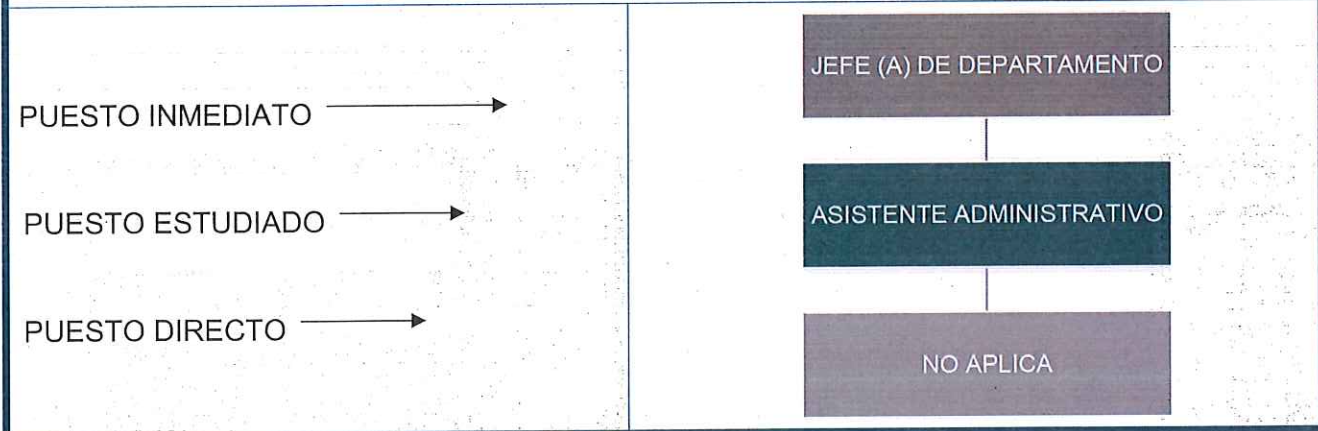 PUESTO INMEDIATO
JEFE (A) DE DEPARTAMENTO
PUESTO ESTUDIADO
ASISTENTE ADMINISTRATIVO
PUESTO DIRECTO
NO APLICA